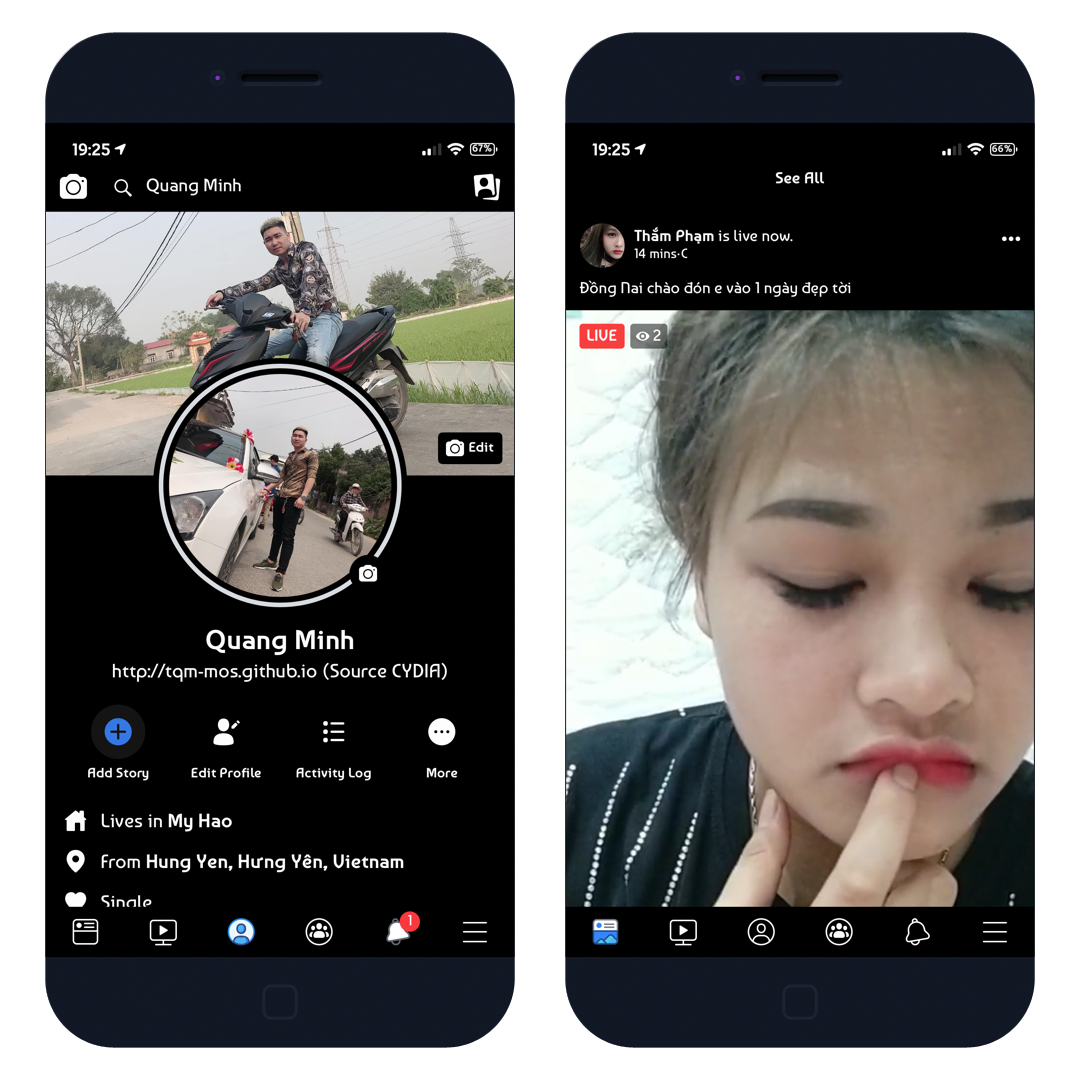 19:25
67%
Quang Minh
Edit
Quang Minh
http://tqm-mos.github.io (Source CYDIA)
Add Story
Edit Profile
Activity Log
More
Lives in My Hao
From Hung Yen, Hưng Yên, Vietnam
Single
1
19:25
66%
See All
Thắm Phạm is live now.
14 mins·C
Đồng Nai chào đón e vào 1 ngày đẹp tời
LIVE
2